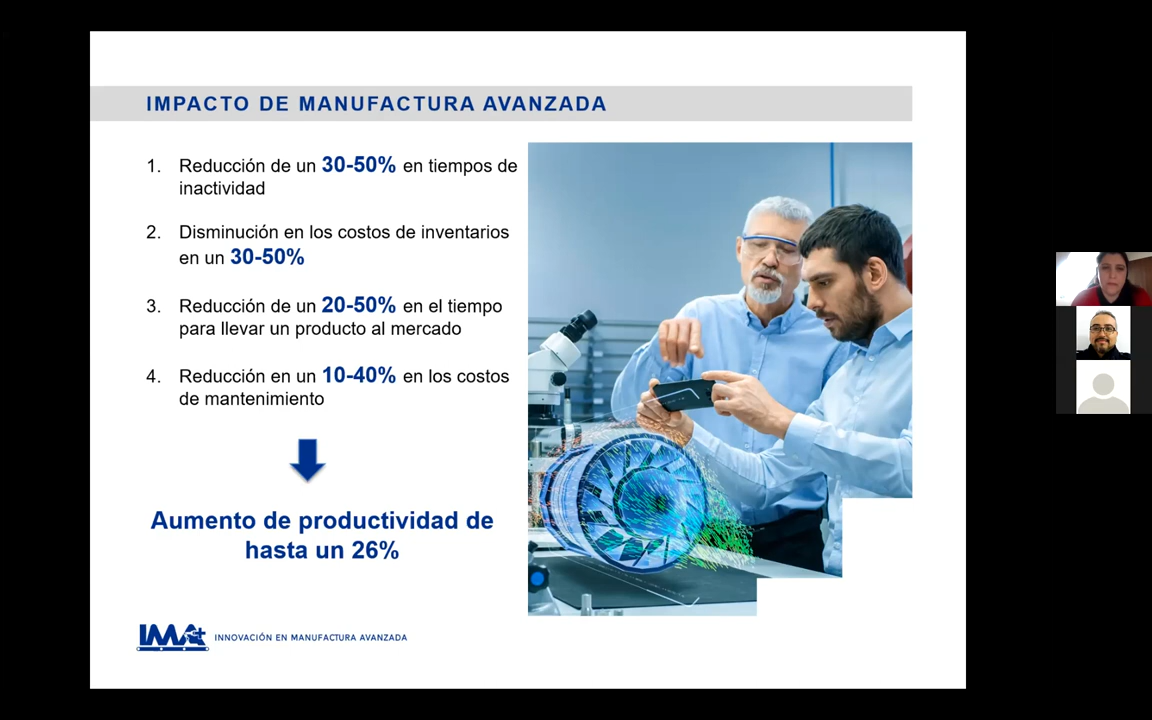 IMPACTO DE MANUFACTURA AVANZADA
1. Reducción de un 30-50% en tiempos de
inactividad
2. Disminución en los costos de inventarios
en un 30-50%
3. Reducción de un 20-50% en el tiempo
para llevar un producto al mercado
4. Reducción en un 10-40% en los costos
de mantenimiento
Aumento de productividad de
hasta un 26%
IMA+ INNOVACIÓN EN MANUFACTURA AVANZADA